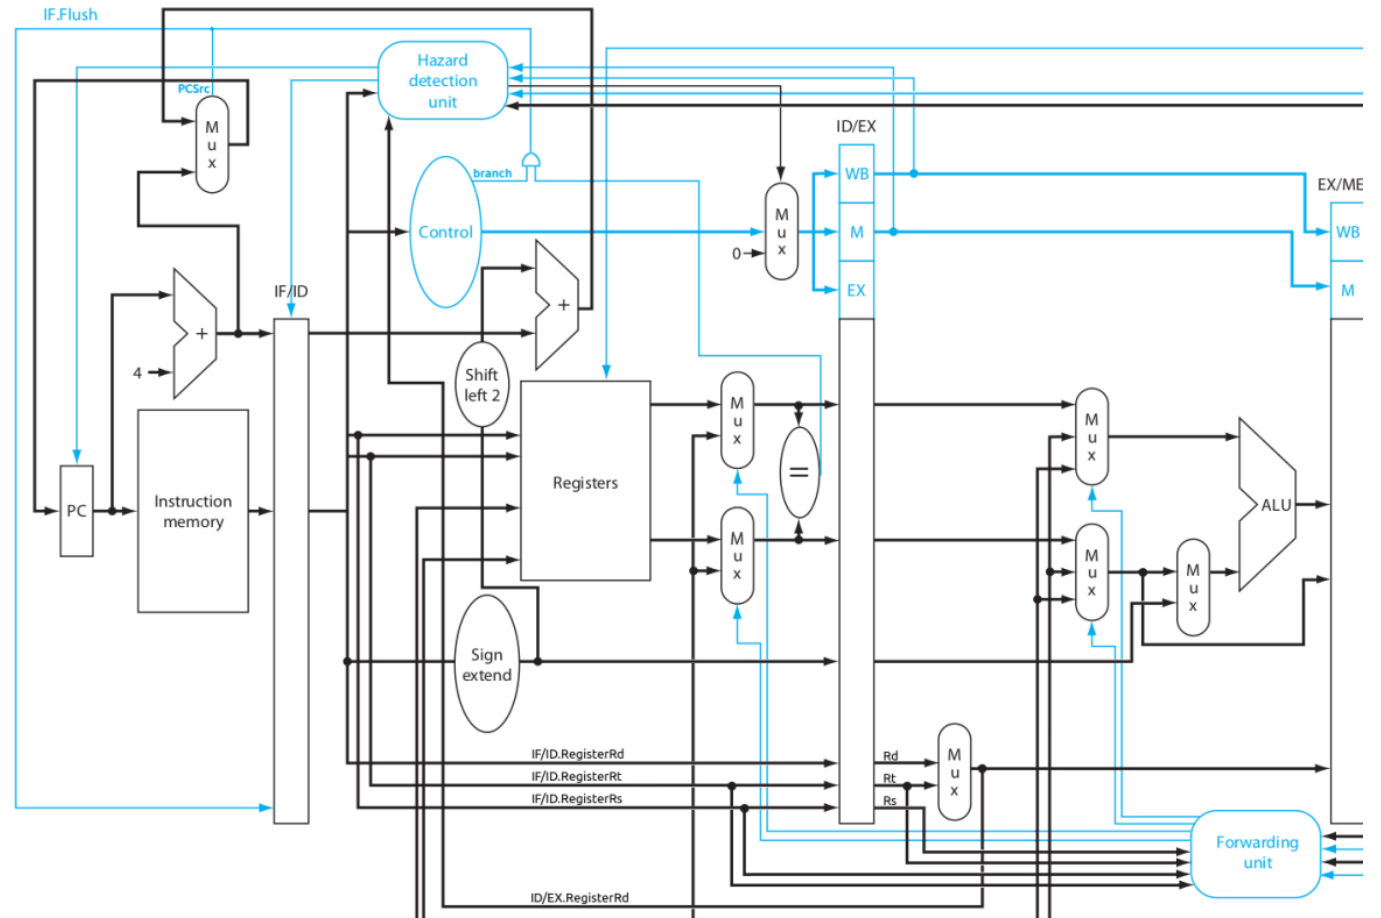 IF.Flush
Hazard
detection
unit
PCSrc
M
u
x
ID/EX
branch
WB
EX/ME
Control
M
u
x
M
WB
0
IF/ID
EX
M
+
+
4
Shift
left 2
M
u
x
M
u
x
Registers
=
PC
Instruction
memory
ALU
M
u
x
M
u
x
M
u
x
Sign
extend
IF/ID.RegisterRd
Rd
M
u
x
IF/ID.RegisterRt
Rt
IF/ID.RegisterRs
Rs
Forwarding
unit
ID/EX.RegisterRd